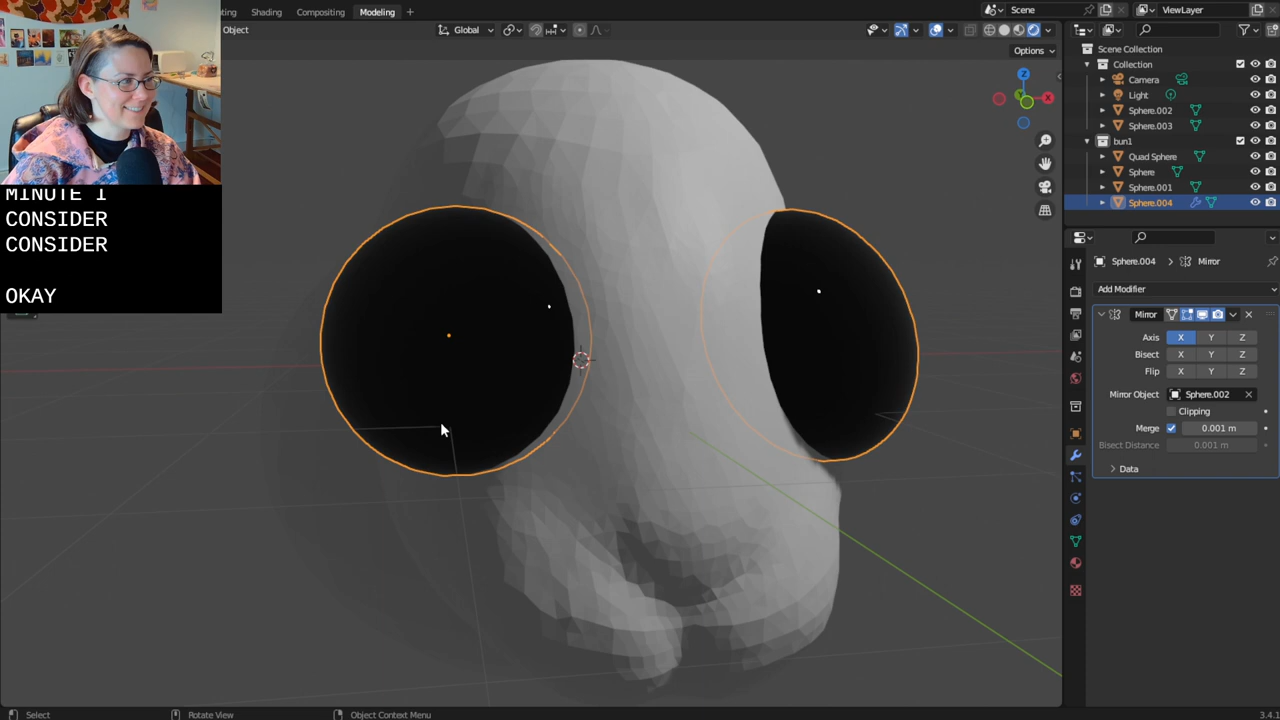 ting Shading Compositing Modeling +
Scene
ViewLayer
Object
Global
Options
Scene Collection
Collection
Camera
Light
Sphere.002
Sphere.003
bun1
Quad Sphere
Sphere
Sphere.001
Sphere.004
MINUTE I
CONSIDER
CONSIDER
OKAY
Z
X
Sphere.004 > Mirror
Add Modifier
Mirror
Axis X Y Z
Bisect X Y Z
Flip X Y Z
Mirror Object Sphere.002
Clipping
Merge 0.001 m
Bisect Distance 0.001 m
Data
Select Rotate View Object Context Menu 3.4.1